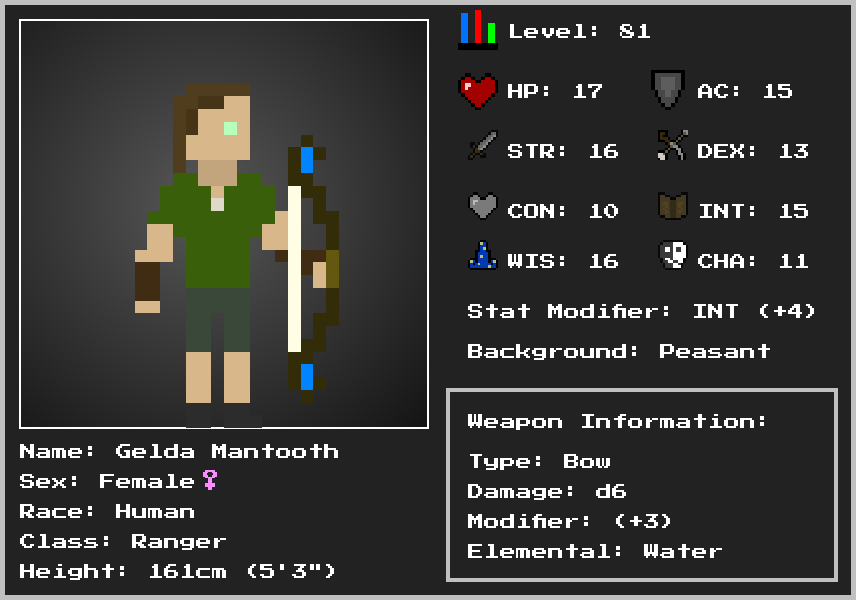 Level: 81
HP: 17 AC: 15
STR: 16 DEX: 13
CON: 10 INT: 15
WIS: 16 CHA: 11
Stat Modifier: INT (+4)
Background: Peasant
Weapon Information:
Type: Bow
Damage: d6
Modifier: (+3)
Elemental: Water
Name: Gelda Mantooth
Sex: Female♀
Race: Human
Class: Ranger
Height: 161cm (5'3")